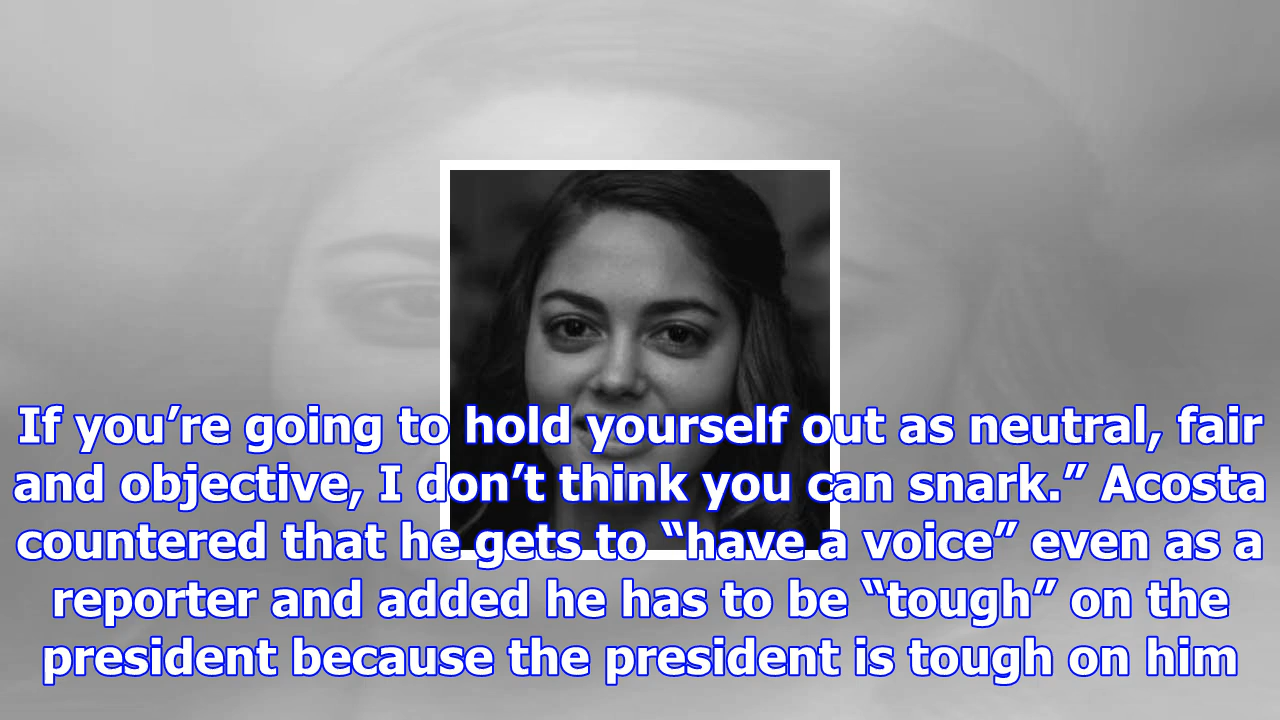 If you’re going to hold yourself out as neutral, fair
and objective, I don’t think you can snark.” Acosta
countered that he gets to “have a voice” even as a
reporter and added he has to be “tough” on the
president because the president is tough on him